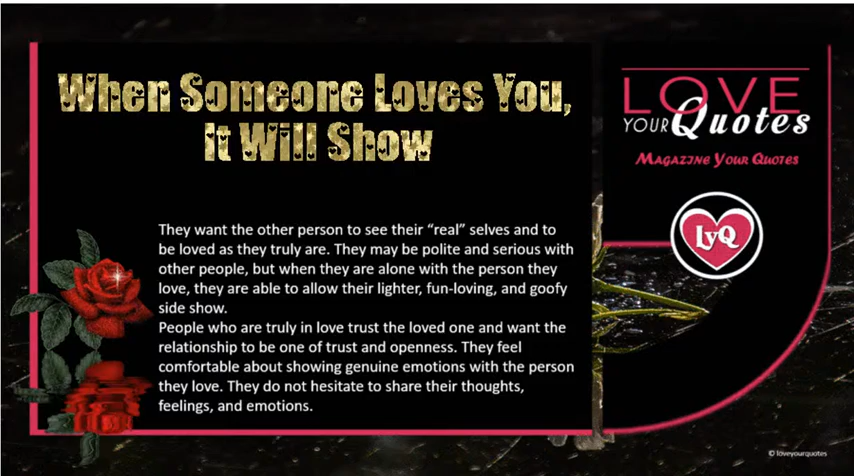 When Someone Loves You,
it Will Show
They want the other person to see their “real” selves and to
be loved as they truly are. They may be polite and serious with
other people, but when they are alone with the person they
love, they are able to allow their lighter, fun-loving, and goofy
side show.
People who are truly in love trust the loved one and want the
relationship to be one of trust and openness. They feel
comfortable about showing genuine emotions with the person
they love. They do not hesitate to share their thoughts,
feelings, and emotions.
LOVE
YOUR Quotes
Magazine Your Quotes
LyQ
© loveyourquotes